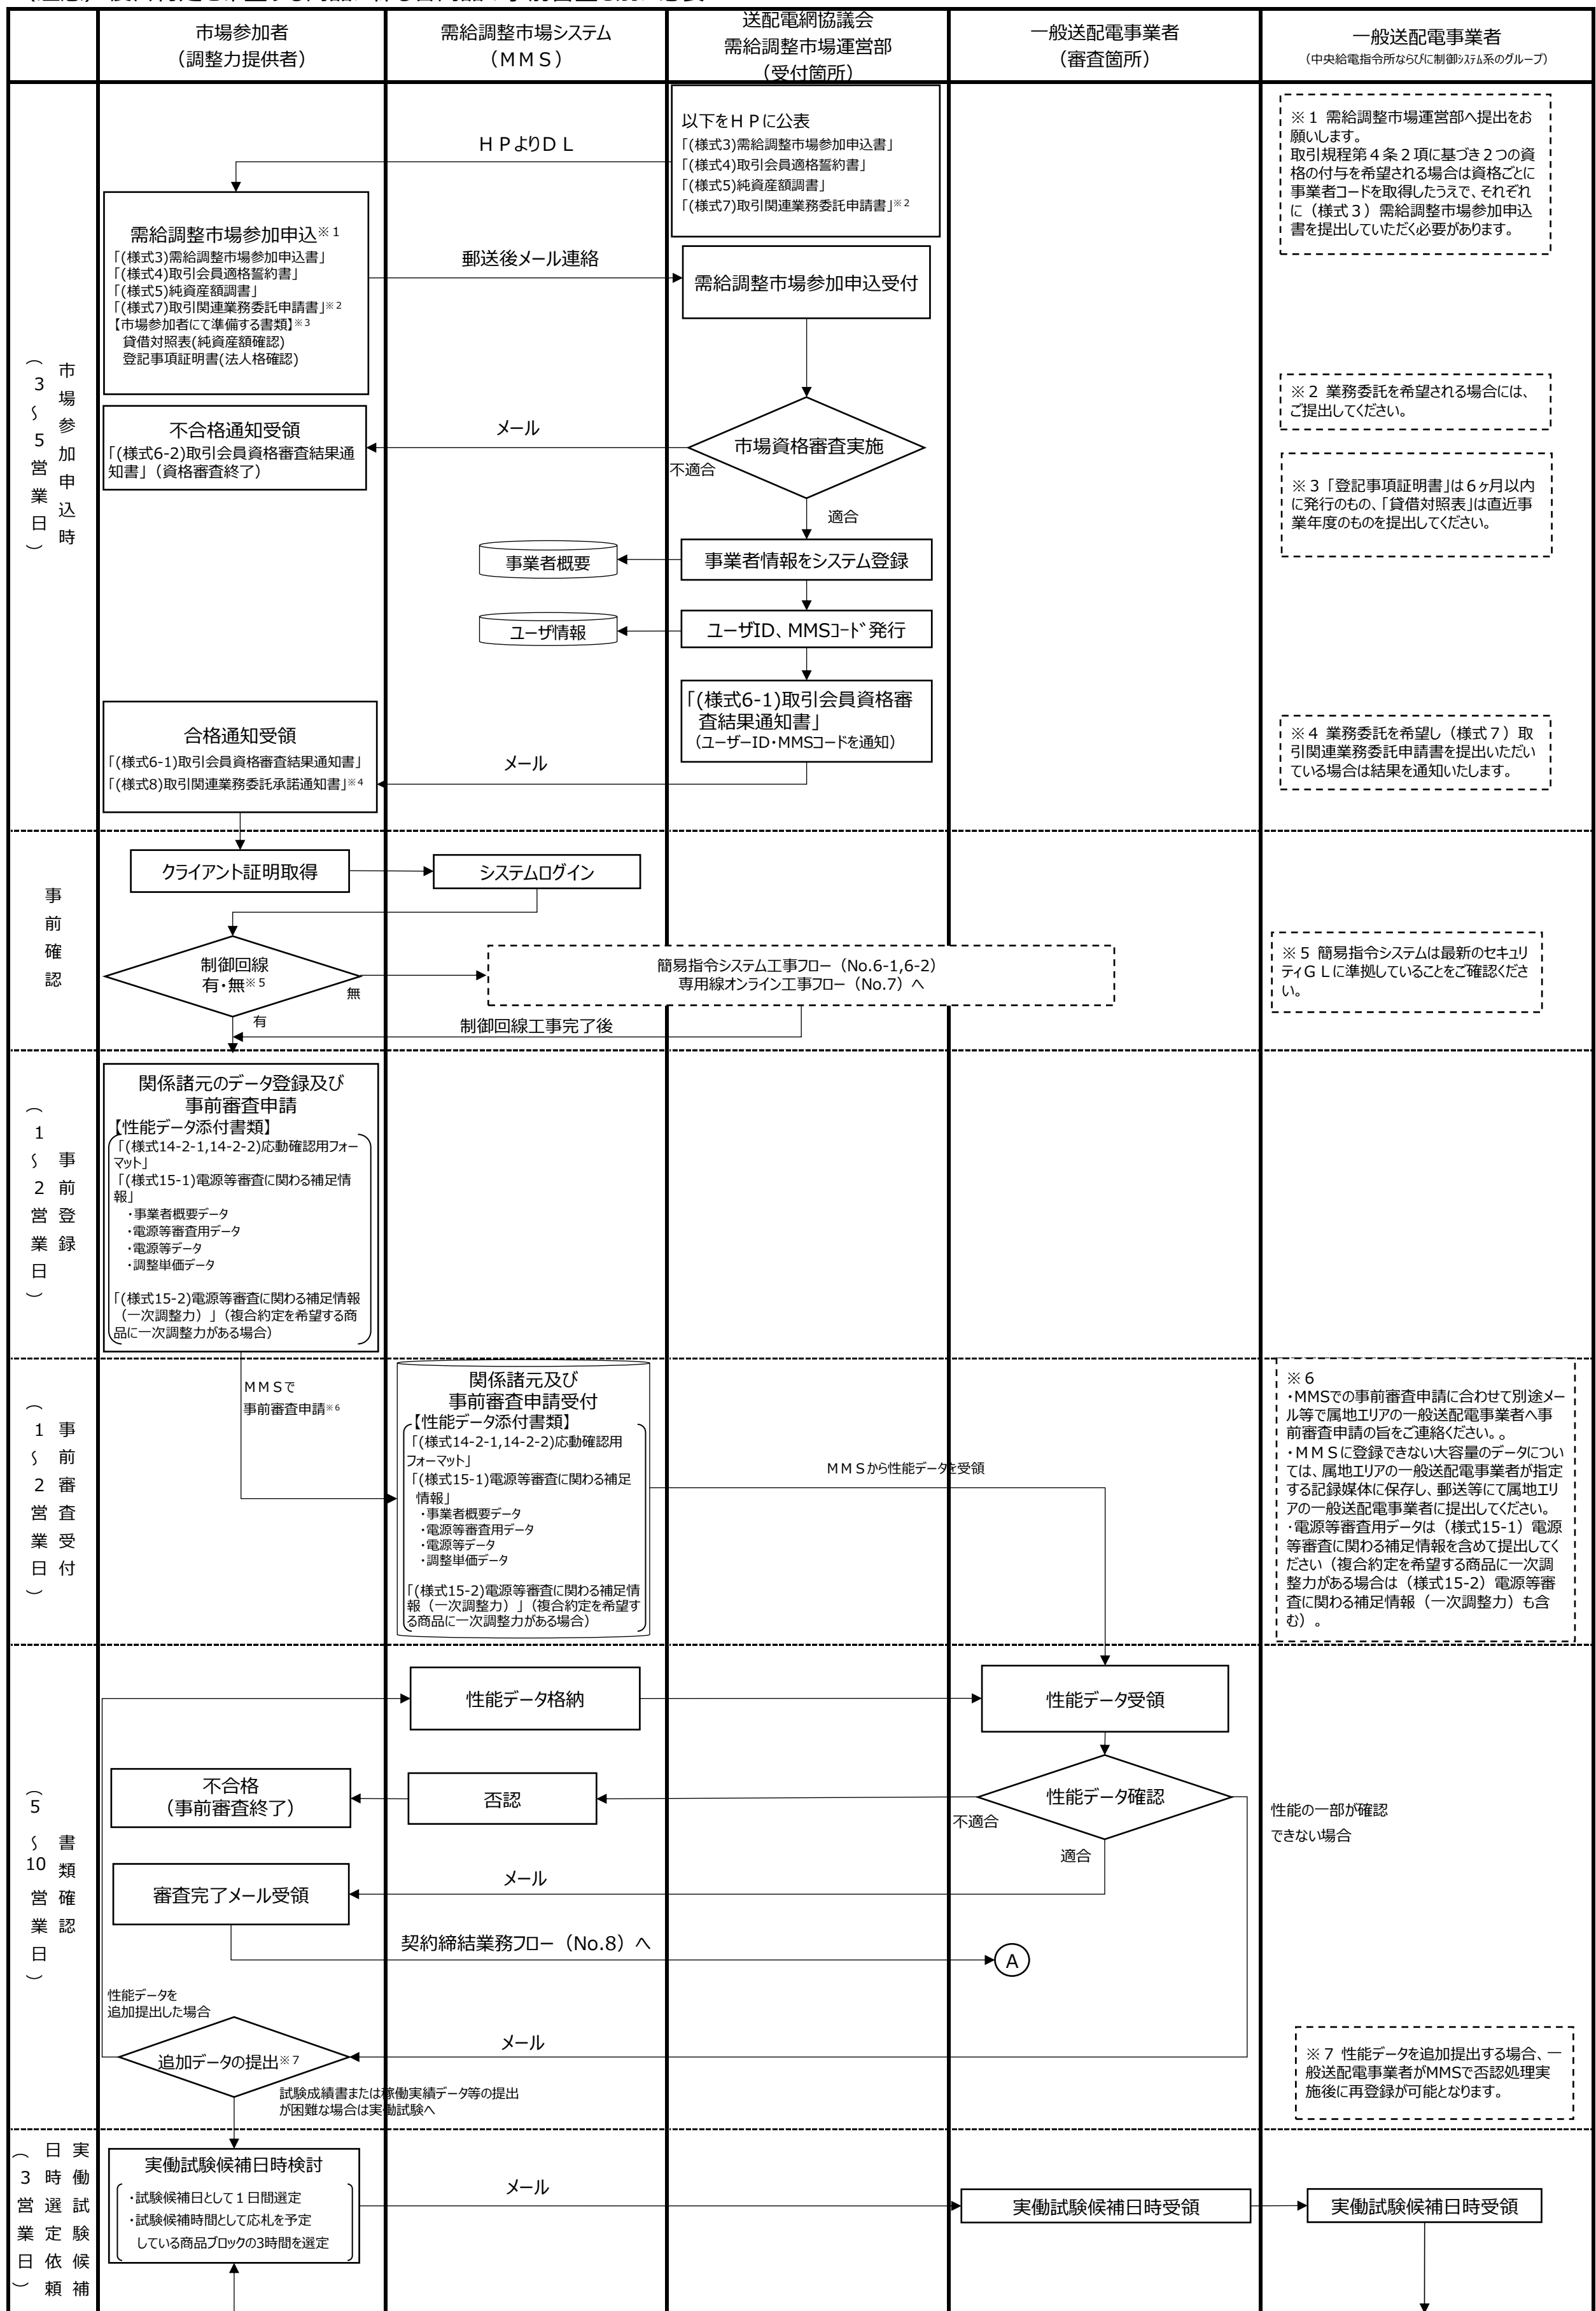 市場参加者
（調整力提供者）
需給調整市場システム
（ＭＭＳ）
送配電網協議会
需給調整市場運営部
（受付箇所）
一般送配電事業者
（審査箇所）
一般送配電事業者
（中央給電指令所ならびに制御システム系のグループ）
市場参加申込時
（3～5営業日）
以下をＨＰに公表
「(様式3)需給調整市場参加申込書」
「(様式4)取引会員適格誓約書」
「(様式5)純資産額調書」
「(様式7)取引関連業務委託申請書」※2
ＨＰよりＤＬ
※１ 需給調整市場運営部へ提出をお
願いします。
取引規程第４条２項に基づき２つの資
格の付与を希望される場合は資格ごとに
事業者コードを取得したうえで、それぞれ
に（様式３）需給調整市場参加申込
書を提出していただく必要があります。
需給調整市場参加申込※1
「(様式3)需給調整市場参加申込書」
「(様式4)取引会員適格誓約書」
「(様式5)純資産額調書」
「(様式7)取引関連業務委託申請書」※2
【市場参加者にて準備する書類】※3
貸借対照表(純資産額確認)
登記事項証明書(法人格確認)
郵送後メール連絡
需給調整市場参加申込受付
※２ 業務委託を希望される場合には、
ご提出してください。
不合格通知受領
「(様式6-2)取引会員資格審査結果通
知書」（資格審査終了）
メール
市場資格審査実施
不適合
適合
※３「登記事項証明書」は６ヶ月以内
に発行のもの、「貸借対照表」は直近事
業年度のものを提出してください。
事業者概要
事業者情報をシステム登録
ユーザ情報
ユーザID、MMSｺｰﾄﾞ発行
「(様式6-1)取引会員資格審
査結果通知書」
（ユーザーID・MMSコードを通知）
合格通知受領
「(様式6-1)取引会員資格審査結果通知書」
「(様式8)取引関連業務委託承諾通知書」※4
メール
※４ 業務委託を希望し（様式７）取
引関連業務委託申請書を提出いただい
ている場合は結果を通知いたします。
事前確認
クライアント証明取得
システムログイン
制御回線
有・無※5
無
有
簡易指令システム工事フロー（No.6-1,6-2）
専用線オンライン工事フロー（No.7）へ
制御回線工事完了後
※５ 簡易指令システムは最新のセキュリ
ティＧＬに準拠していることをご確認くださ
い。
事前登録
（1～2営業日）
関係諸元のデータ登録及び
事前審査申請
【性能データ添付書類】
「(様式14-2-1,14-2-2)応動確認用フォー
マット」
「(様式15-1)電源等審査に関わる補足情
報」
・事業者概要データ
・電源等審査用データ
・電源等データ
・調整単価データ
「(様式15-2)電源等審査に関わる補足情報
（一次調整力）」（複合約定を希望する商
品に一次調整力がある場合）
事前審査受付
（1～2営業日）
ＭＭＳで
事前審査申請※6
関係諸元及び
事前審査申請受付
【性能データ添付書類】
「(様式14-2-1,14-2-2)応動確認用
フォーマット」
「(様式15-1)電源等審査に関わる補足
情報」
・事業者概要データ
・電源等審査用データ
・電源等データ
・調整単価データ
「(様式15-2)電源等審査に関わる補足情
報（一次調整力）」（複合約定を希望す
る商品に一次調整力がある場合）
ＭＭＳから性能データを受領
※６
・MMSでの事前審査申請に合わせて別途メー
ル等で属地エリアの一般送配電事業者へ事
前審査申請の旨をご連絡ください。。
・ＭＭＳに登録できない大容量のデータについ
ては、属地エリアの一般送配電事業者が指定
する記録媒体に保存し、郵送等にて属地エリ
アの一般送配電事業者に提出してください。
・電源等審査用データは（様式15-1）電源
等審査に関わる補足情報を含めて提出してく
ださい（複合約定を希望する商品に一次調
整力がある場合は（様式15-2）電源等審
査に関わる補足情報（一次調整力）も含
む）。
書類確認
（5～10営業日）
性能データ格納
性能データ受領
不合格
（事前審査終了）
否認
性能データ確認
不適合
適合
性能の一部が確認
できない場合
審査完了メール受領
メール
契約締結業務フロー（No.8）へ
A
性能データを
追加提出した場合
追加データの提出※7
メール
試験成績書または稼働実績データ等の提出
が困難な場合は実働試験へ
※７ 性能データを追加提出する場合、一
般送配電事業者がMMSで否認処理実
施後に再登録が可能となります。
実働試験候補
日時選定依頼
（3営業日）
実働試験候補日時検討
・試験候補日として１日間選定
・試験候補時間として応札を予定
している商品ブロックの3時間を選定
メール
実働試験候補日時受領
実働試験候補日時受領